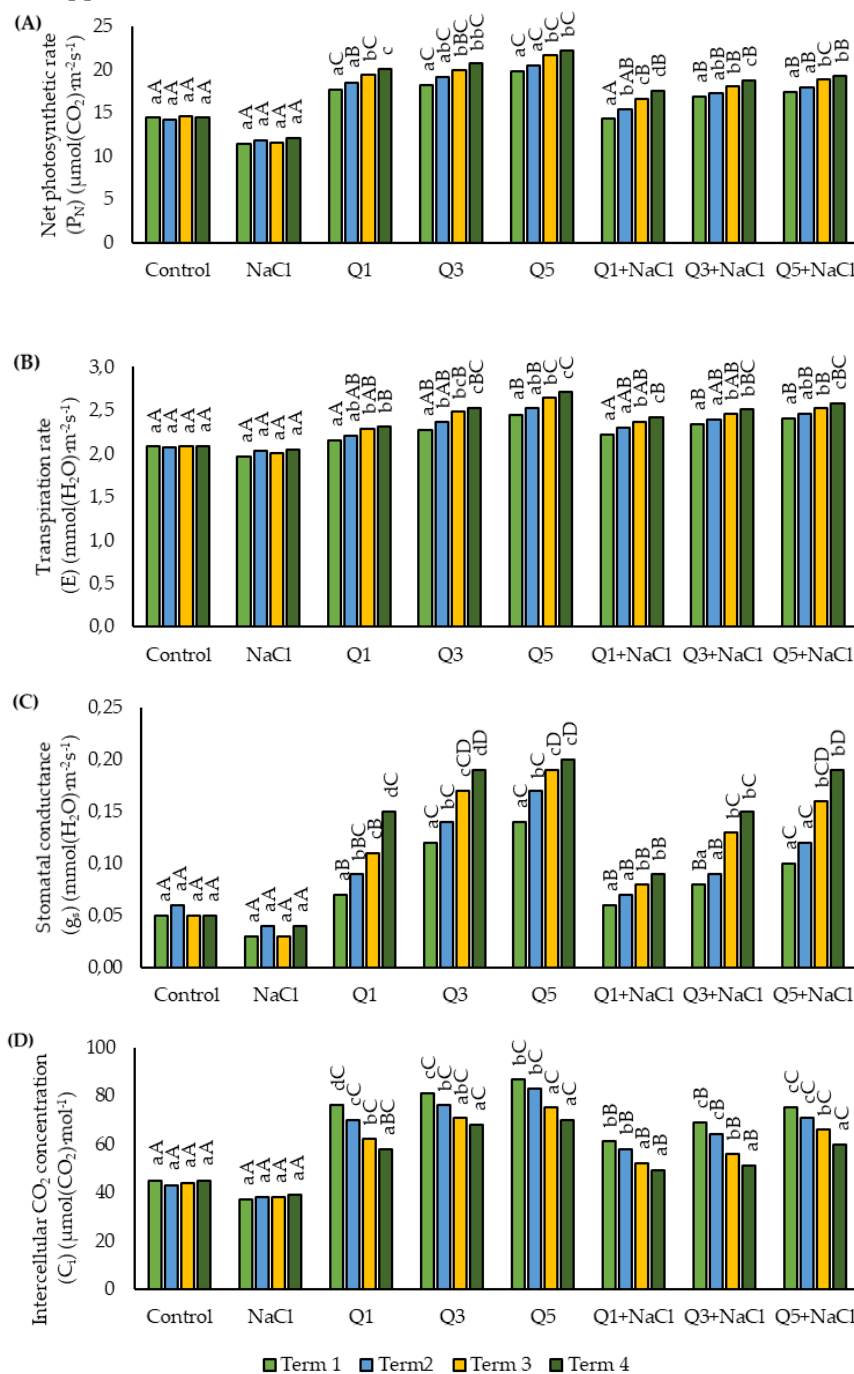 (A)
Net photosynthetic rate
(P_N) (µmol(CO₂)·m⁻²s⁻¹)
25
20
15
10
5
0
aA aA aA aA
aA aA aA aA
aC aB bC c
aC abC bBC bbC
aC aC bC bC
aA bAB cB dB
aB abB bB cB
aB aB bC bB
Control NaCl Q1 Q3 Q5 Q1+NaCl Q3+NaCl Q5+NaCl
(B)
Transpiration rate
(E) (mmol(H₂O)·m⁻²s⁻¹)
3,0
2,5
2,0
1,5
1,0
0,5
0,0
aA aA aA aA
aA aA aA aA
aA abAB bAB bB
aAB bAB bcB cBC
aB abB bC cC
aA aAB bAB cB
aB aAB bAB bBC
aB abB bB cBC
Control NaCl Q1 Q3 Q5 Q1+NaCl Q3+NaCl Q5+NaCl
(C)
Stomatal conductance
(gₛ) (mmol(H₂O)·m⁻²s⁻¹)
0,25
0,20
0,15
0,10
0,05
0,00
aA aA aA aA
aA aA aA aA
aB bBC cB dC
aC bC cCD dD
aC bC cD cD
aB aB bB bB
Ba aB bC bC
aC aC bCD bD
Control NaCl Q1 Q3 Q5 Q1+NaCl Q3+NaCl Q5+NaCl
(D)
Intercellular CO₂ concentration
(Cᵢ) (µmol(CO₂)·mol⁻¹)
100
80
60
40
20
0
aA aA aA aA
aA aA aA aA
dC cC bC aBC
cC bC abC aC
bC bC aC aC
bB bB aB aB
cB cB bB aB
cC cC bC aC
Control NaCl Q1 Q3 Q5 Q1+NaCl Q3+NaCl Q5+NaCl
Term 1 Term2 Term 3 Term 4